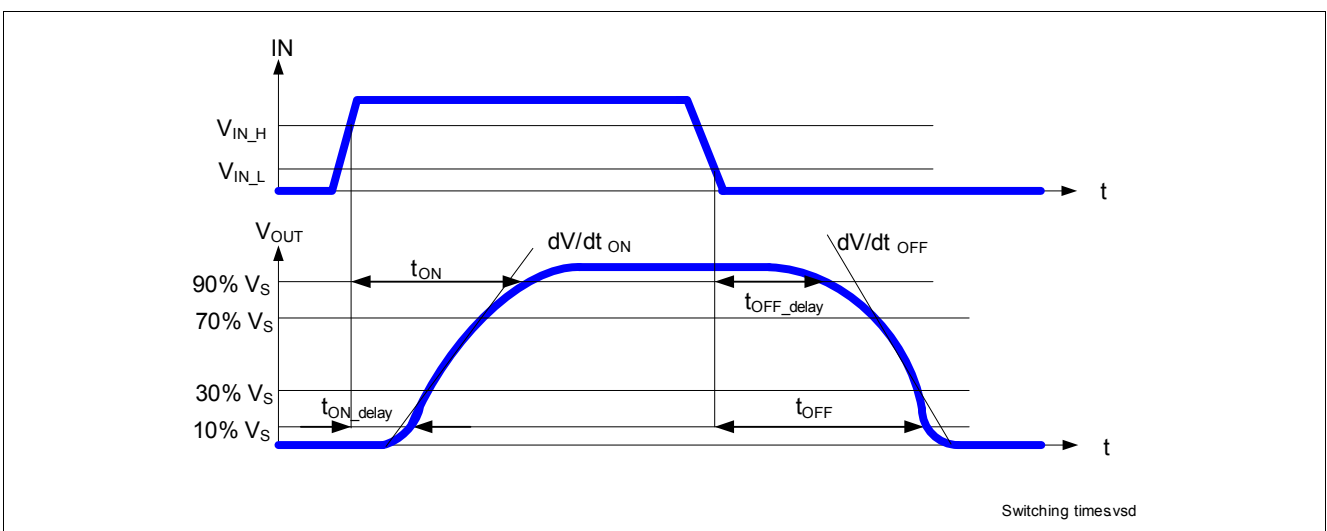 IN
V_IN_H
V_IN_L
t
V_OUT
dV/dt ON
dV/dt OFF
t_ON
90% V_S
t_OFF_delay
70% V_S
30% V_S
t_ON_delay
t_OFF
10% V_S
t
Switching times.vsd